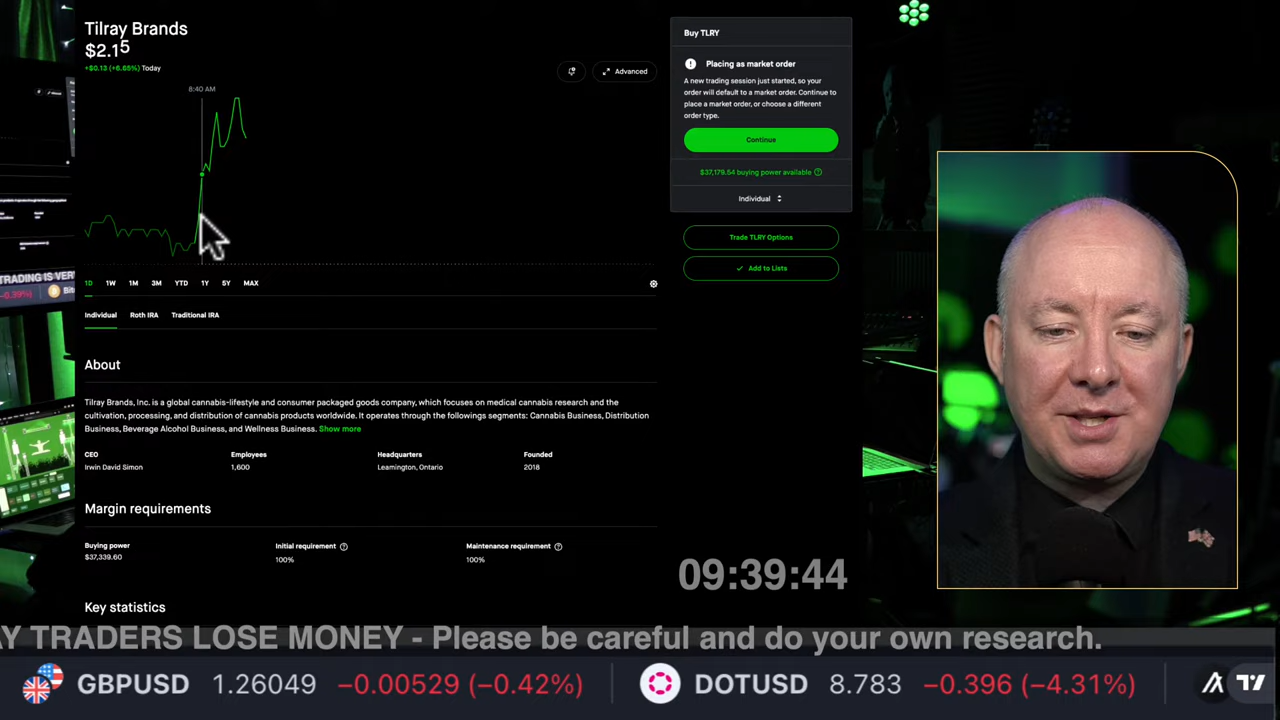 Tilray Brands
$2.15
+$0.13 (+6.65%) Today
Advanced
8:40 AM
1D 1W 1M 3M YTD 1Y 5Y MAX
Individual Roth IRA Traditional IRA
About
Tilray Brands, Inc. is a global cannabis-lifestyle and consumer packaged goods company, which focuses on medical cannabis research and the
cultivation, processing, and distribution of cannabis products worldwide. It operates through the followings segments: Cannabis Business, Distribution
Business, Beverage Alcohol Business, and Wellness Business. Show more
CEO Employees Headquarters Founded
Irwin David Simon 1,600 Leamington, Ontario 2018
Margin requirements
Buying power Initial requirement Maintenance requirement
$37,339.60 100% 100%
Key statistics
Buy TLRY
Placing as market order
A new trading session just started, so your
order will default to a market order. Continue to
place a market order, or choose a different
order type.
Continue
$37,179.54 buying power available
Individual
Trade TLRY Options
Add to Lists
TRADING IS VER
-0.39%)
09:39:44
AY TRADERS LOSE MONEY - Please be careful and do your own research.
GBPUSD 1.26049 −0.00529 (−0.42%) DOTUSD 8.783 −0.396 (−4.31%)